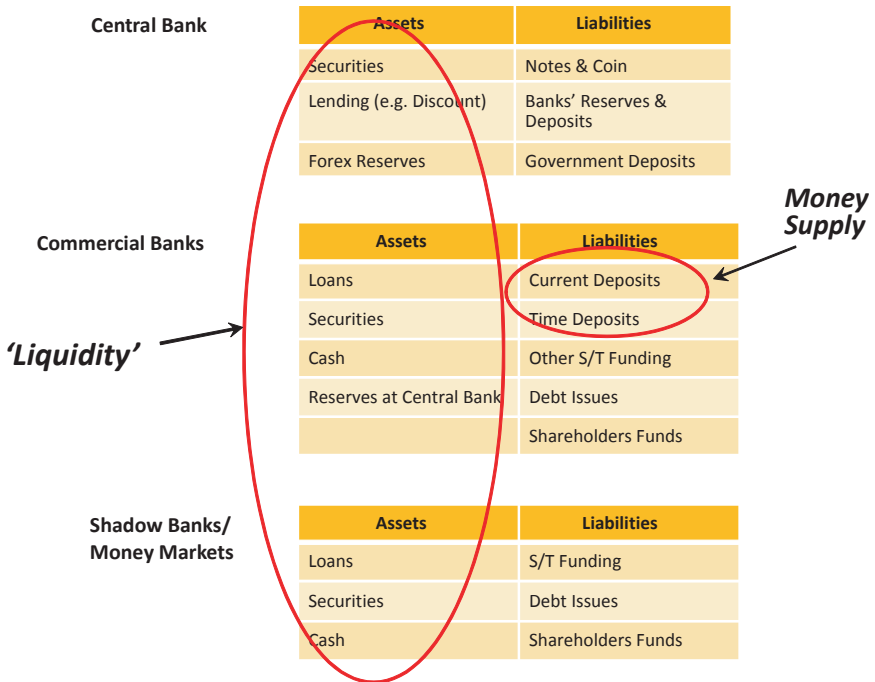 Central Bank
Assets Liabilities
Securities Notes & Coin
Lending (e.g. Discount) Banks’ Reserves &
Deposits
Forex Reserves Government Deposits
Money
Supply
Commercial Banks
Assets Liabilities
Loans Current Deposits
Securities Time Deposits
‘Liquidity’
Cash Other S/T Funding
Reserves at Central Bank Debt Issues
Shareholders Funds
Shadow Banks/
Money Markets
Assets Liabilities
Loans S/T Funding
Securities Debt Issues
Cash Shareholders Funds